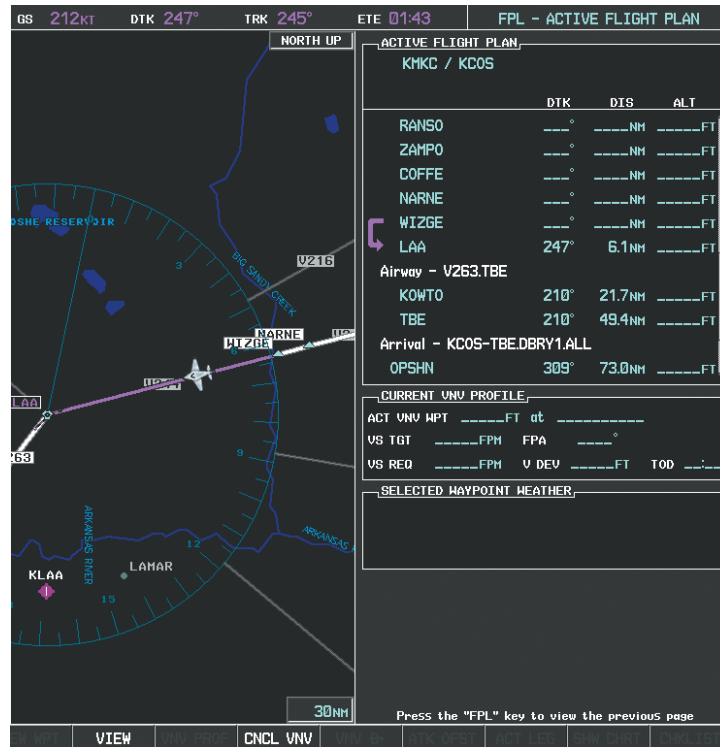 GS 212KT DTK 247° TRK 245° ETE 01:43 FPL - ACTIVE FLIGHT PLAN
NORTH UP
OSHE RESERVOIR
0
3
V216
BIG SANDY CREEK
NARNE
WIZGE
6
LAA
263
9
ARKANSAS RIVER
12
ARKANSAS
KLAA
LAMAR
15
30NM
ACTIVE FLIGHT PLAN
KMKC / KCOS
DTK DIS ALT
RANSO ___° ____NM _____FT
ZAMPO ___° ____NM _____FT
COFFE ___° ____NM _____FT
NARNE ___° ____NM _____FT
WIZGE ___° ____NM _____FT
LAA 247° 6.1NM _____FT
Airway - V263.TBE
KOWTO 210° 21.7NM _____FT
TBE 210° 49.4NM _____FT
Arrival - KCOS-TBE.DBRY1.ALL
OPSHN 309° 73.0NM _____FT
CURRENT VNV PROFILE
ACT VNV WPT _____FT at __________
VS TGT _____FPM FPA ____°
VS REQ _____FPM V DEV _____FT TOD __:__
SELECTED WAYPOINT WEATHER
Press the "FPL" key to view the previous page
EW WPT VIEW VNV PROF CNCL VNV VNV D→ ATK OFST ACT LEG SHW CHRT CHKLIST